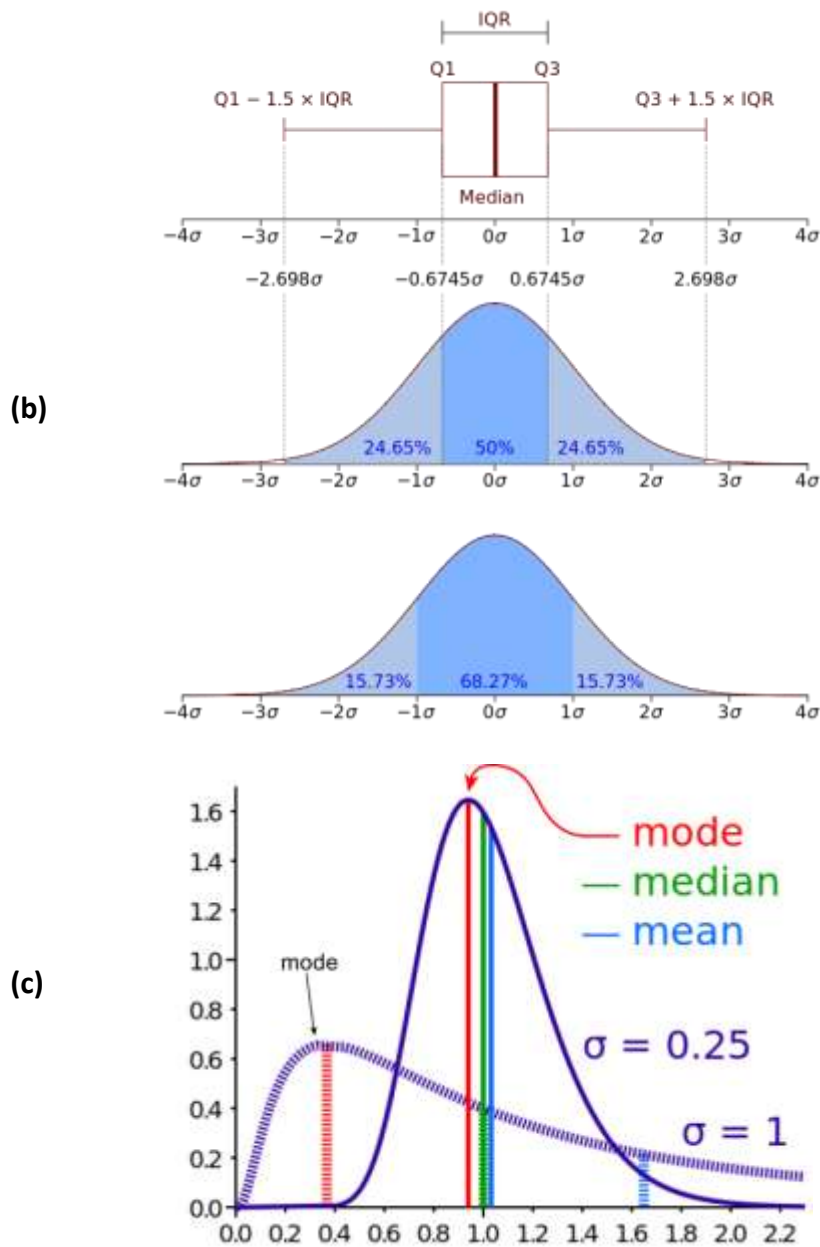 IQR
Q1 Q3
Q1 − 1.5 × IQR Q3 + 1.5 × IQR
Median
−4σ −3σ −2σ −1σ 0σ 1σ 2σ 3σ 4σ
−2.698σ −0.6745σ 0.6745σ 2.698σ
(b)
24.65% 50% 24.65%
−4σ −3σ −2σ −1σ 0σ 1σ 2σ 3σ 4σ
15.73% 68.27% 15.73%
−4σ −3σ −2σ −1σ 0σ 1σ 2σ 3σ 4σ
(c)
1.6
1.4
1.2
1.0
0.8
0.6
0.4
0.2
0.0
mode
median
mean
mode
σ = 0.25
σ = 1
0.0 0.2 0.4 0.6 0.8 1.0 1.2 1.4 1.6 1.8 2.0 2.2